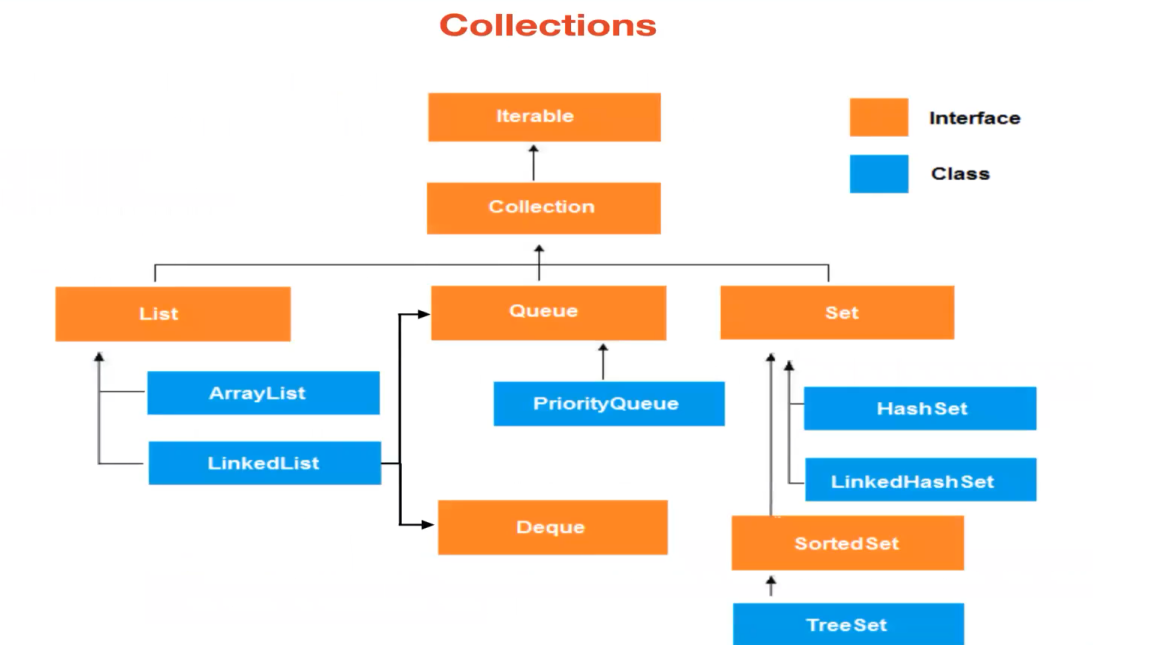 Collections
Iterable
Interface
Class
Collection
List
Queue
Set
ArrayList
PriorityQueue
HashSet
LinkedList
LinkedHashSet
Deque
SortedSet
TreeSet